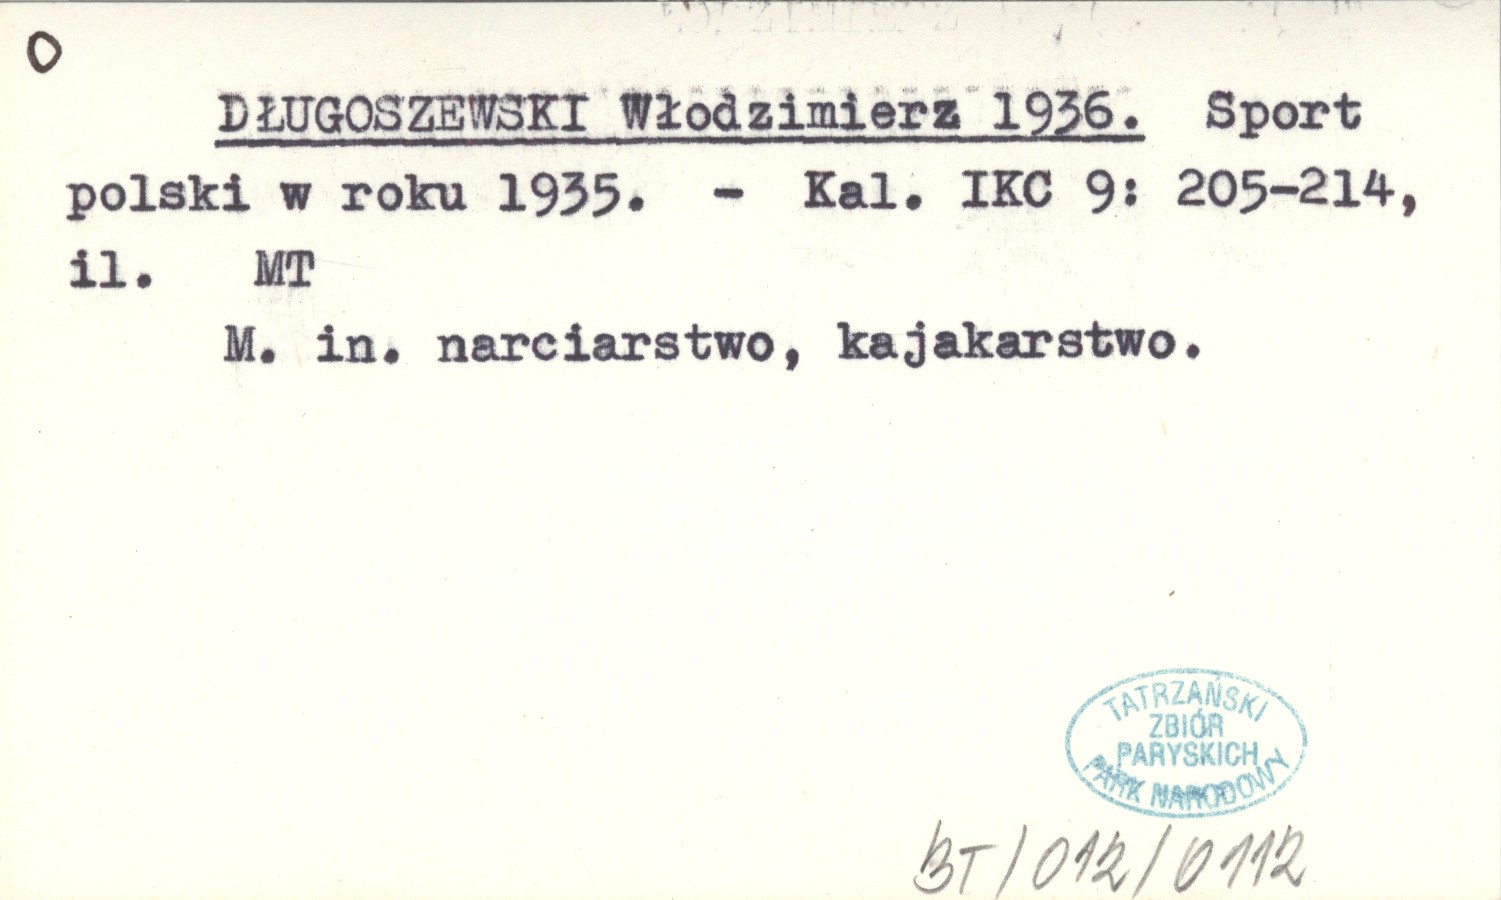 O
DŁUGOSZEWSKI Włodzimierz 1936. Sport
polski w roku 1935. - Kal. IKC 9: 205-214,
il. MT
M. in. narciarstwo, kajakarstwo.
TATRZAŃSKI
ZBIÓR
PARYSKICH
PARK NARODOWY
BT/012/0112